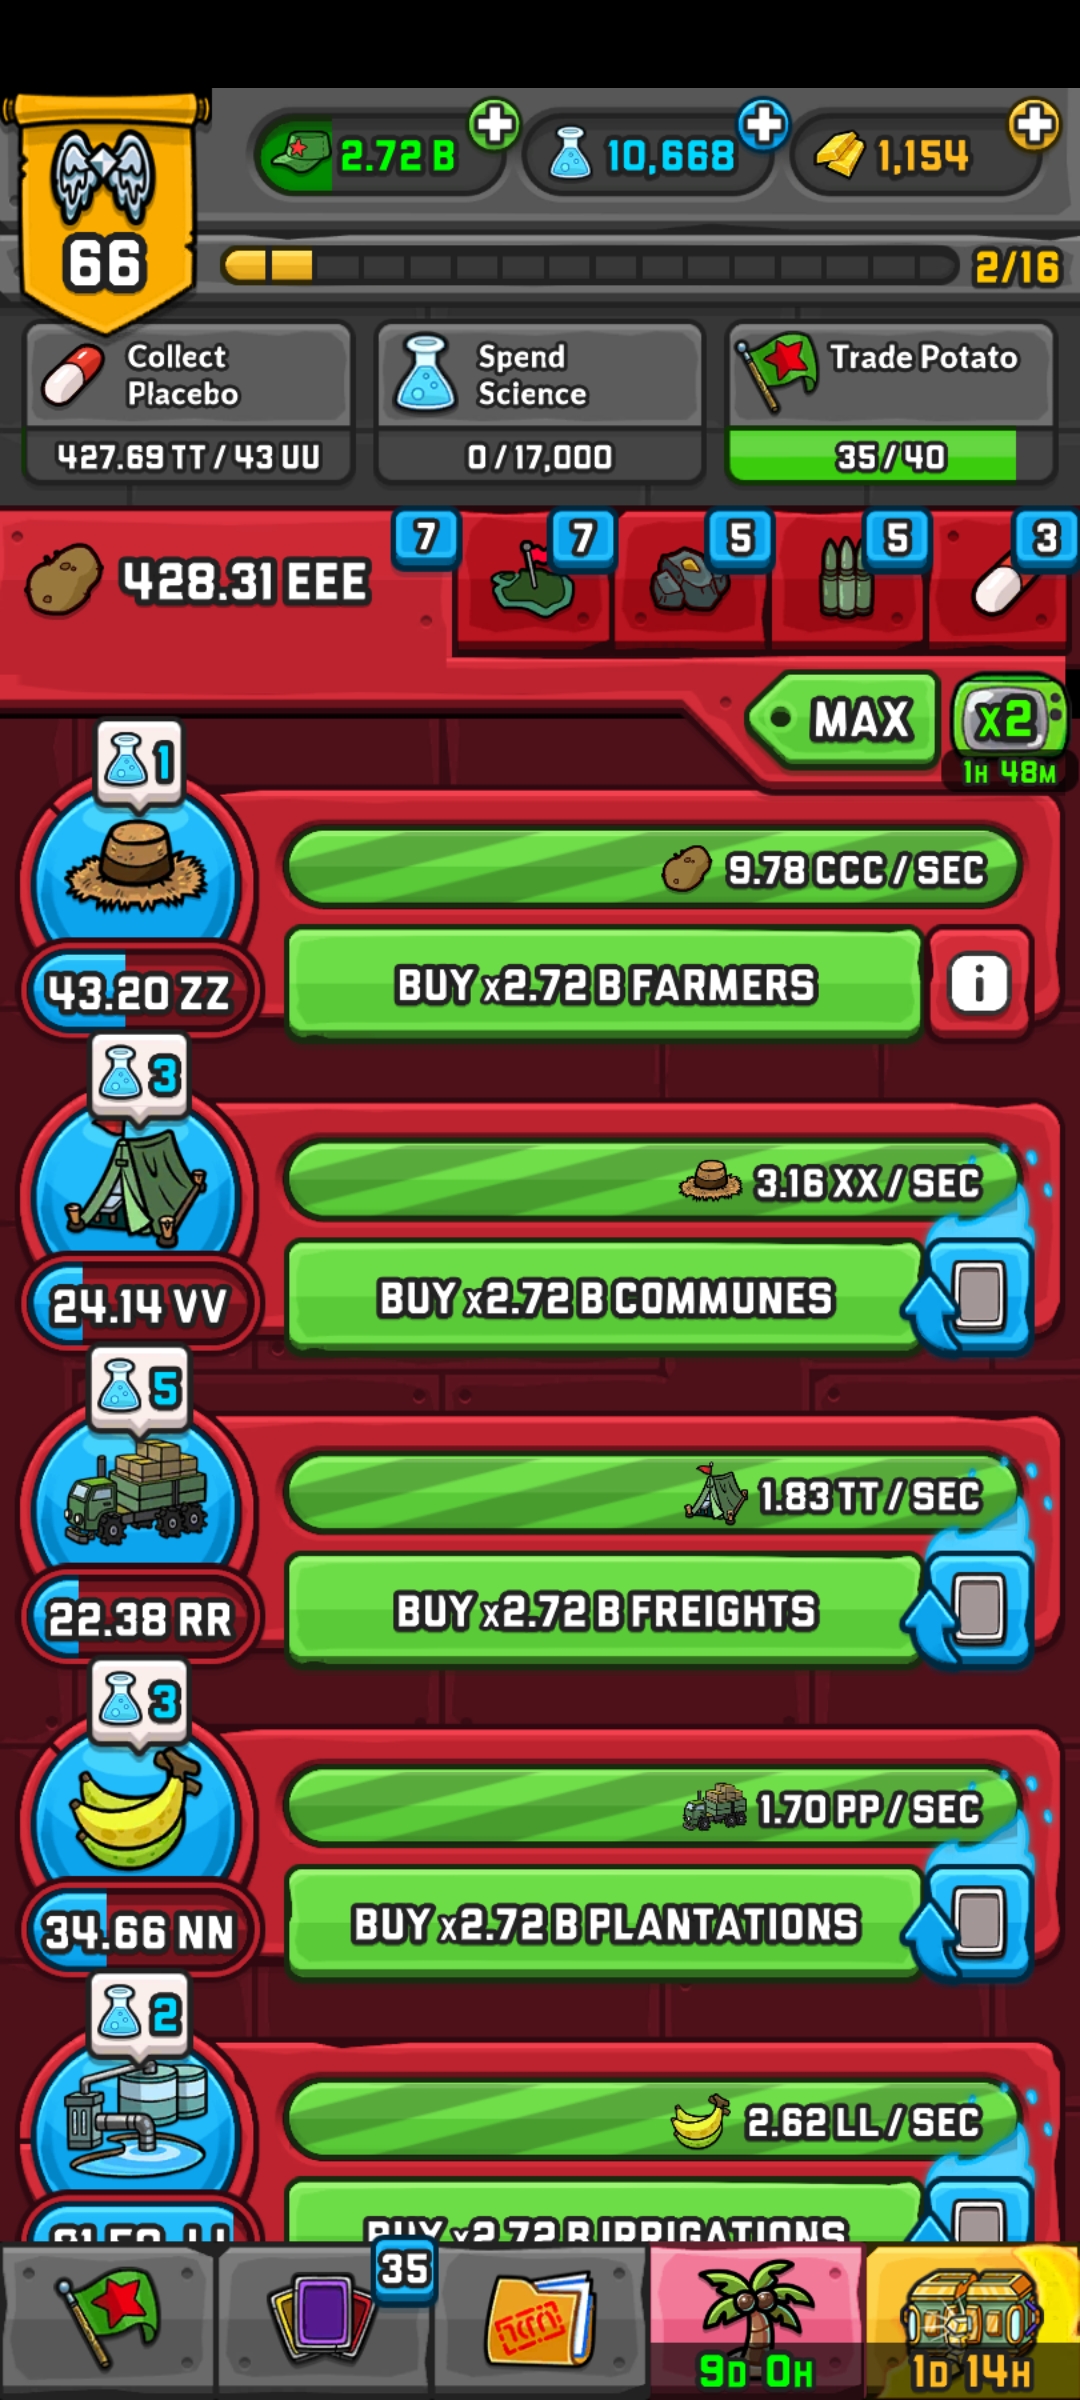 2.72 B
10,668
1,154
66
2/16
Collect
Placebo
427.69 TT / 43 UU
Spend
Science
0 / 17,000
Trade Potato
35 / 40
428.31 EEE
7
7
5
5
3
MAX
x2
1H 48M
1
9.78 CCC / SEC
43.20 ZZ
BUY x2.72 B FARMERS
i
3
3.16 XX / SEC
24.14 VV
BUY x2.72 B COMMUNES
5
1.83 TT / SEC
22.38 RR
BUY x2.72 B FREIGHTS
3
1.70 PP / SEC
34.66 NN
BUY x2.72 B PLANTATIONS
2
2.62 LL / SEC
BUY x2.72 B IRRIGATIONS
35
9D 0H
1D 14H